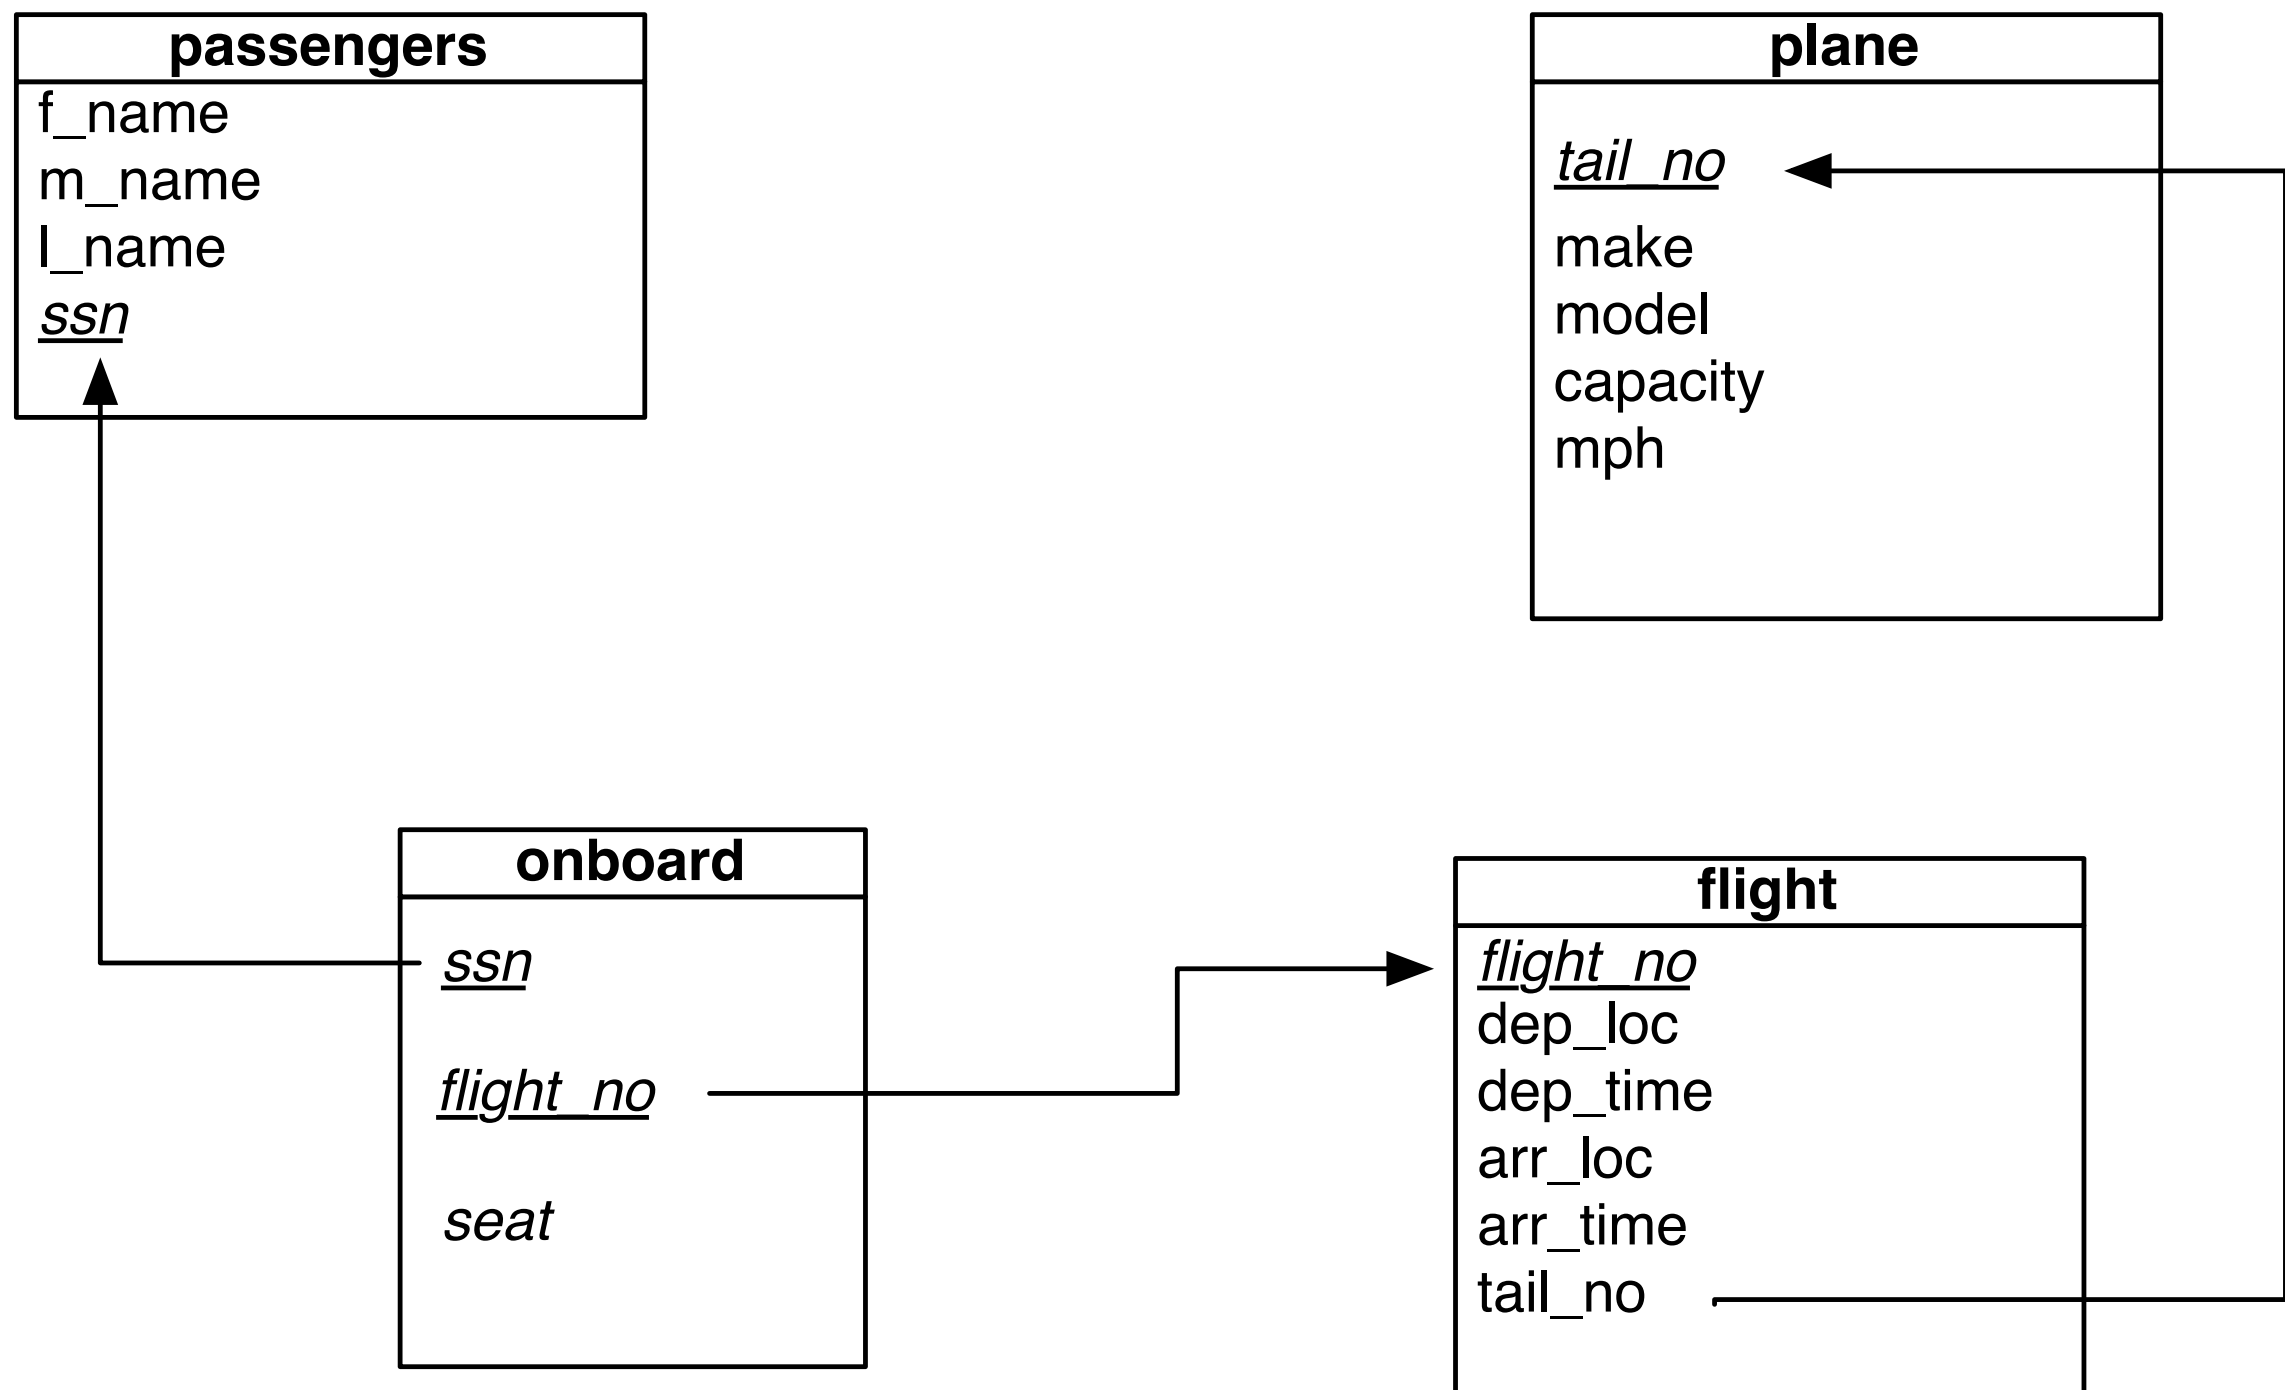 passengers
f_name
m_name
l_name
ssn
plane
tail_no
make
model
capacity
mph
onboard
ssn
flight_no
seat
flight
flight_no
dep_loc
dep_time
arr_loc
arr_time
tail_no